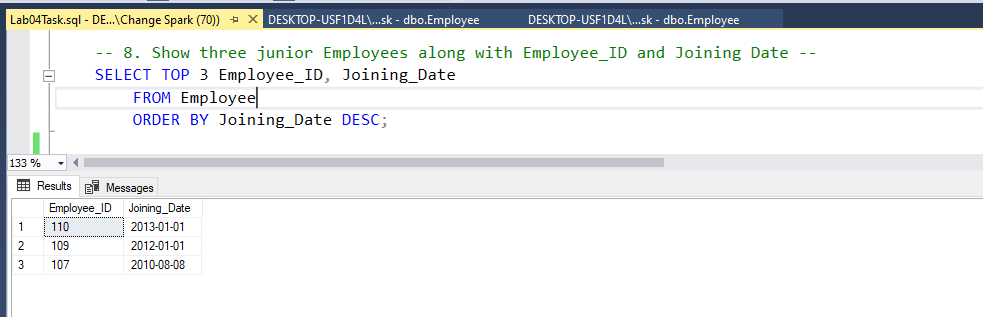 Lab04Task.sql - DE...\Change Spark (70)) DESKTOP-USF1D4L\...sk - dbo.Employee DESKTOP-USF1D4L\...sk - dbo.Employee
-- 8. Show three junior Employees along with Employee_ID and Joining Date --
SELECT TOP 3 Employee_ID, Joining_Date
FROM Employee
ORDER BY Joining_Date DESC;
133 %
Results Messages
Employee_ID Joining_Date
1 110 2013-01-01
2 109 2012-01-01
3 107 2010-08-08